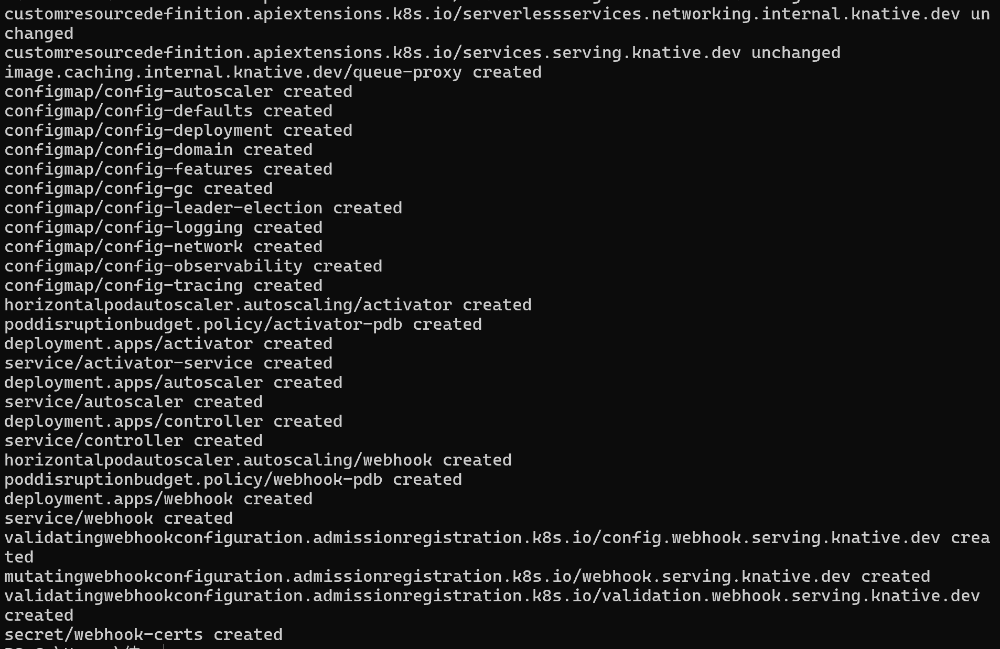 customresourcedefinition.apiextensions.k8s.io/serverlessservices.networking.internal.knative.dev un
changed
customresourcedefinition.apiextensions.k8s.io/services.serving.knative.dev unchanged
image.caching.internal.knative.dev/queue-proxy created
configmap/config-autoscaler created
configmap/config-defaults created
configmap/config-deployment created
configmap/config-domain created
configmap/config-features created
configmap/config-gc created
configmap/config-leader-election created
configmap/config-logging created
configmap/config-network created
configmap/config-observability created
configmap/config-tracing created
horizontalpodautoscaler.autoscaling/activator created
poddisruptionbudget.policy/activator-pdb created
deployment.apps/activator created
service/activator-service created
deployment.apps/autoscaler created
service/autoscaler created
deployment.apps/controller created
service/controller created
horizontalpodautoscaler.autoscaling/webhook created
poddisruptionbudget.policy/webhook-pdb created
deployment.apps/webhook created
service/webhook created
validatingwebhookconfiguration.admissionregistration.k8s.io/config.webhook.serving.knative.dev crea
ted
mutatingwebhookconfiguration.admissionregistration.k8s.io/webhook.serving.knative.dev created
validatingwebhookconfiguration.admissionregistration.k8s.io/validation.webhook.serving.knative.dev
created
secret/webhook-certs created